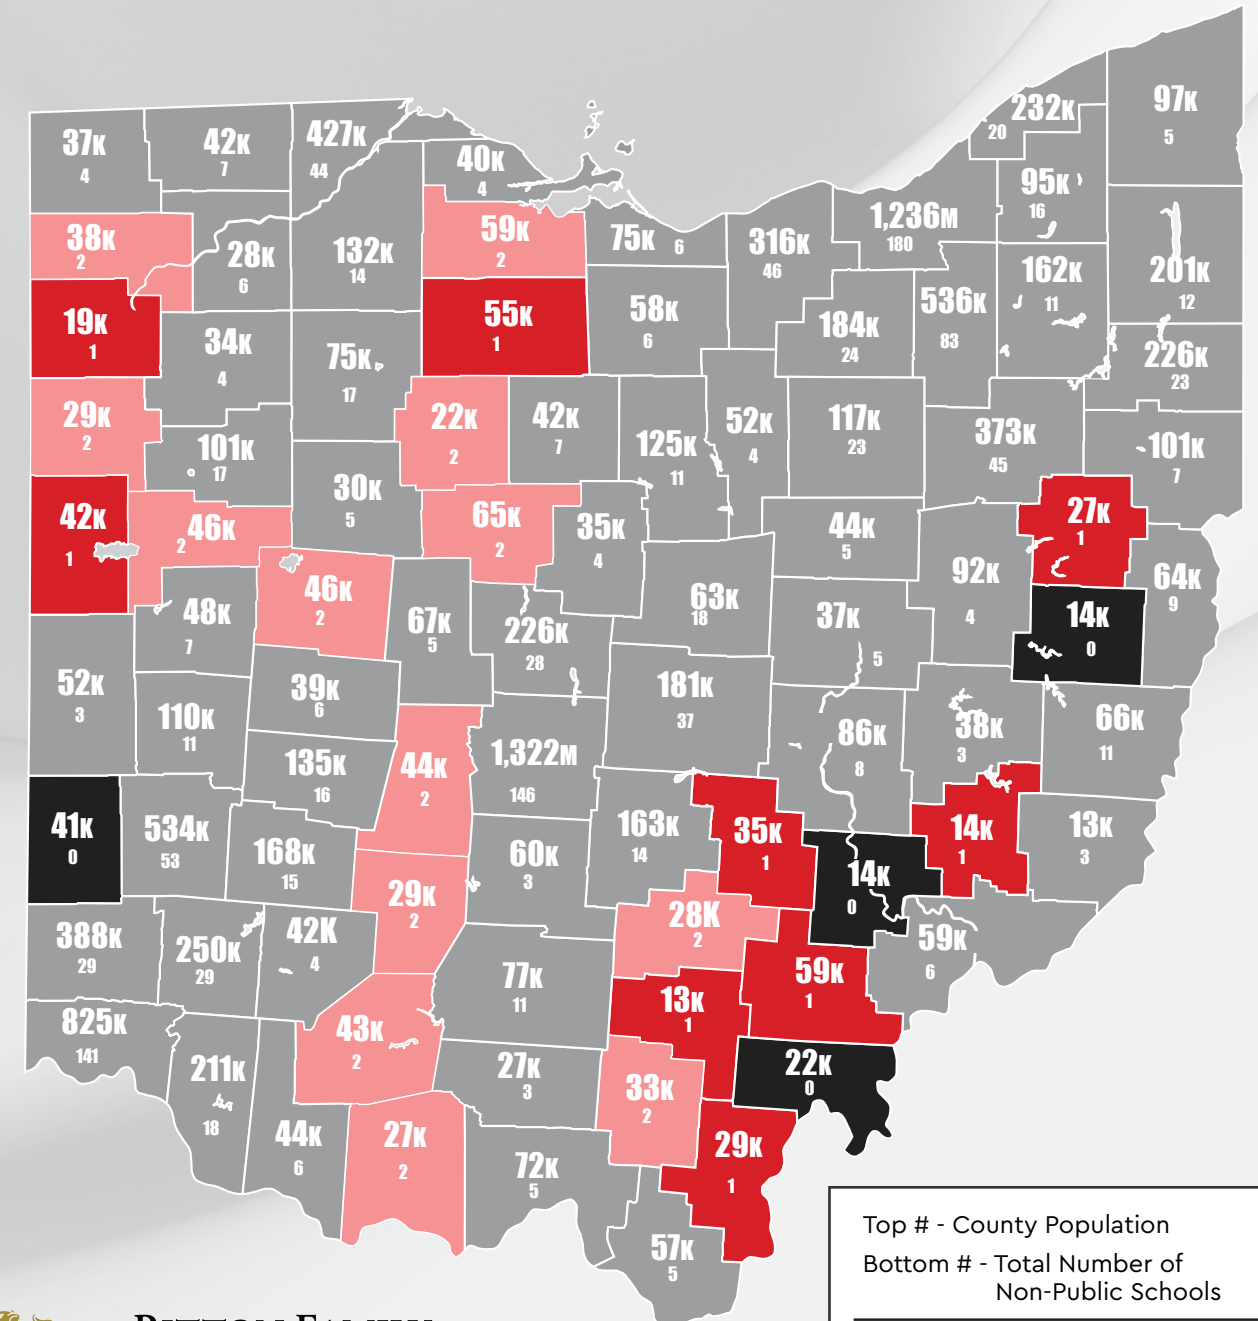 37K
4
42K
7
427K
44
40K
4
232K
20
97K
5
95K
16
38K
2
28K
6
132K
14
59K
2
75K 6
316K
46
1,236M
180
162K
11
201K
12
19K
1
34K
4
75K
17
55K
1
58K
6
184K
24
536K
83
226K
23
29K
2
101K
17
22K
2
42K
7
125K
11
52K
4
117K
23
373K
45
101K
7
42K
1
46K
2
30K
5
65K
2
35K
4
44K
5
92K
4
27K
1
64K
9
48K
7
46K
2
67K
5
226K
28
63K
18
37K
5
14K
0
52K
3
110K
11
39K
6
181K
37
86K
8
38K
3
66K
11
135K
16
44K
2
1,322M
146
41K
0
534K
53
168K
15
29K
2
60K
3
163K
14
35K
1
14K
0
14K
1
13K
3
388K
29
250K
29
42K
4
77K
11
28K
2
59K
1
59K
6
825K
141
211K
18
43K
2
27K
3
13K
1
33K
2
22K
0
44K
6
27K
2
72K
5
29K
1
57K
5
Top # - County Population
Bottom # - Total Number of
Non-Public Schools